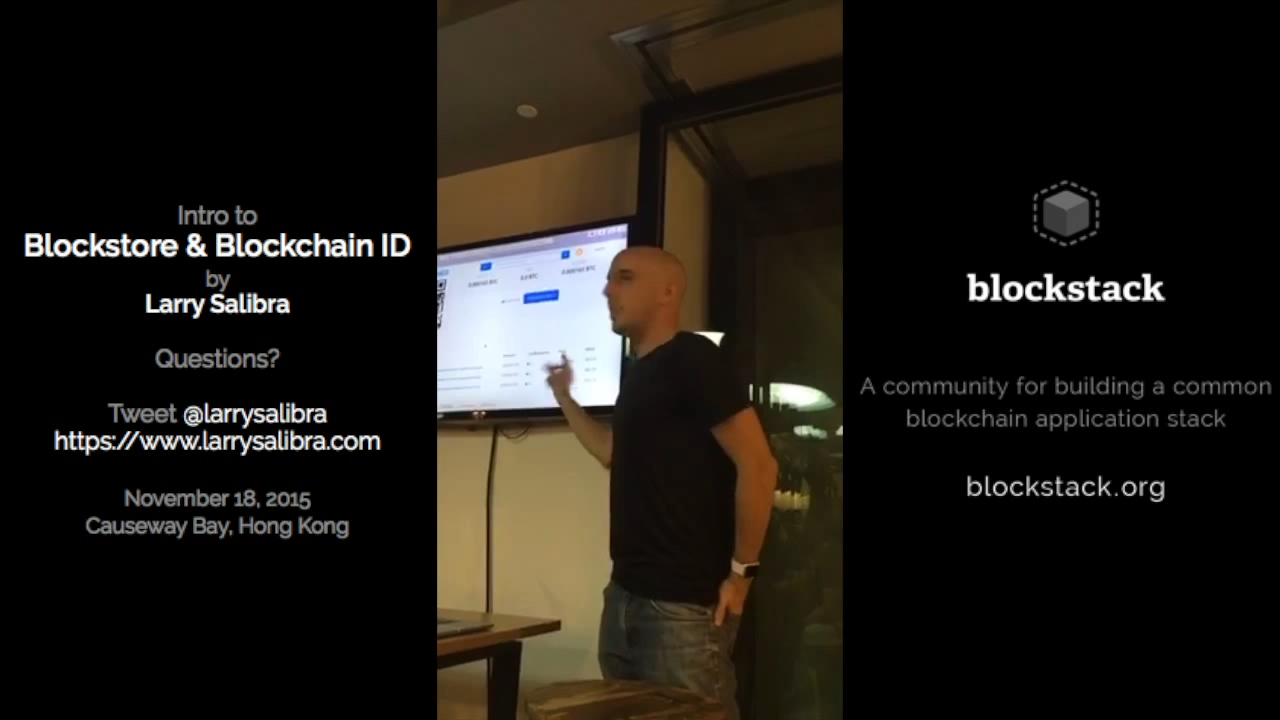 Intro to
Blockstore & Blockchain ID
by
Larry Salibra
Questions?
Tweet @larrysalibra
https://www.larrysalibra.com
November 18, 2015
Causeway Bay, Hong Kong
blockstack
A community for building a common
blockchain application stack
blockstack.org